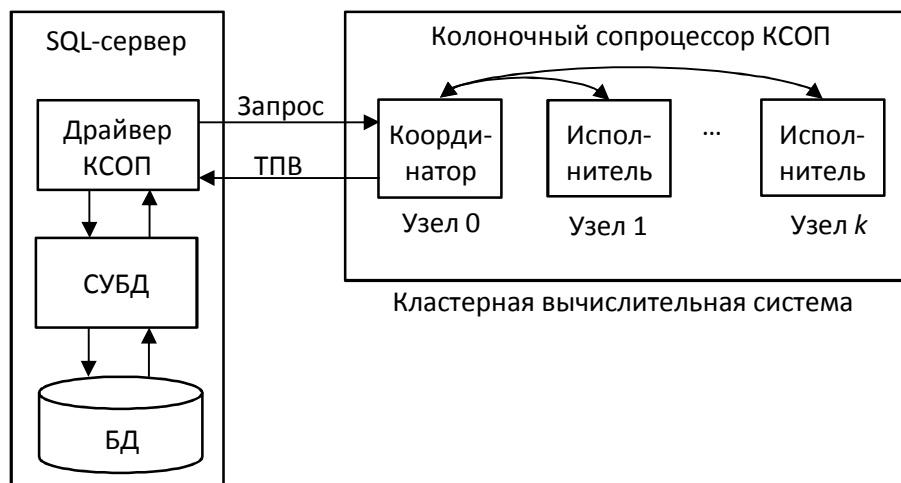 SQL-сервер
Колоночный сопроцессор КСОП
Драйвер
КСОП
Запрос
ТПВ
Коорди-
натор
Испол-
нитель
...
Испол-
нитель
Узел 0
Узел 1
Узел k
СУБД
Кластерная вычислительная система
БД